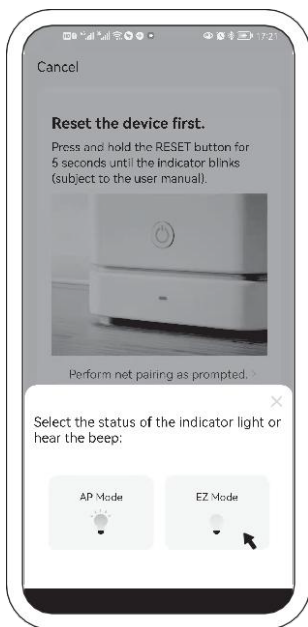 17:21
Cancel
Reset the device first.
Press and hold the RESET button for
5 seconds until the indicator blinks
(subject to the user manual).
Perform net pairing as prompted. >
Select the status of the indicator light or
hear the beep:
AP Mode
EZ Mode